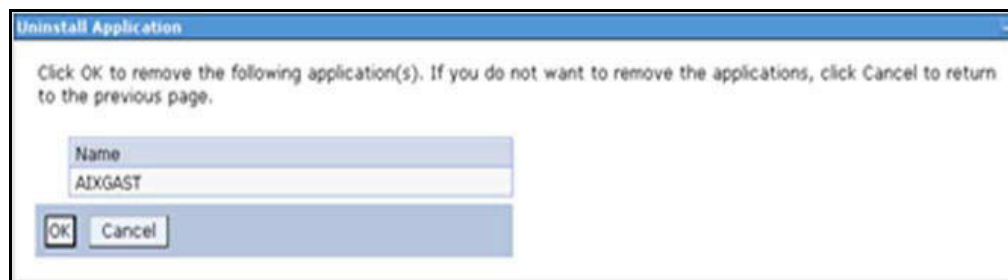 Uninstall Application
Click OK to remove the following application(s). If you do not want to remove the applications, click Cancel to return
to the previous page.
Name
AIXGAST
OK Cancel